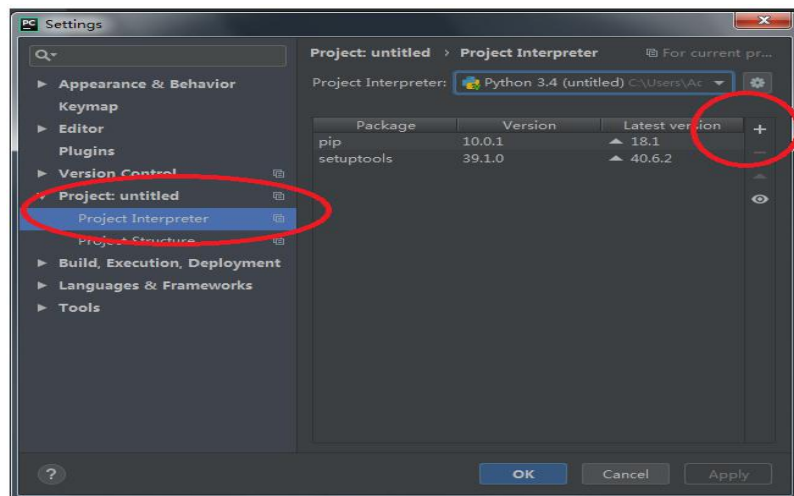 PC Settings
Project: untitled › Project Interpreter For current pr...
Project Interpreter: Python 3.4 (untitled) C:\Users\Ac
Appearance & Behavior
Keymap
Editor
Plugins
Version Control
Project: untitled
Project Interpreter
Project Structure
Build, Execution, Deployment
Languages & Frameworks
Tools
Package Version Latest version
pip 10.0.1 18.1
setuptools 39.1.0 40.6.2
? OK Cancel Apply